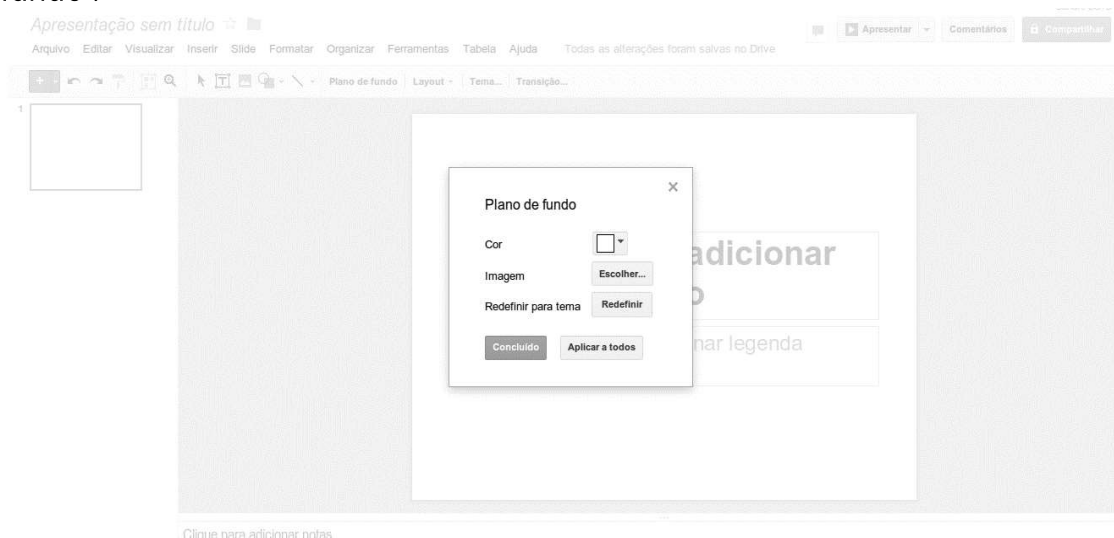 Apresentação sem título
Arquivo Editar Visualizar Inserir Slide Formatar Organizar Ferramentas Tabela Ajuda Todas as alterações foram salvas no Drive
Apresentar Comentários Compartilhar
Plano de fundo Layout Tema... Transição...
1
Plano de fundo
Cor
Imagem Escolher...
Redefinir para tema Redefinir
Concluído Aplicar a todos
adicionar
o
nar legenda
Clique para adicionar notas